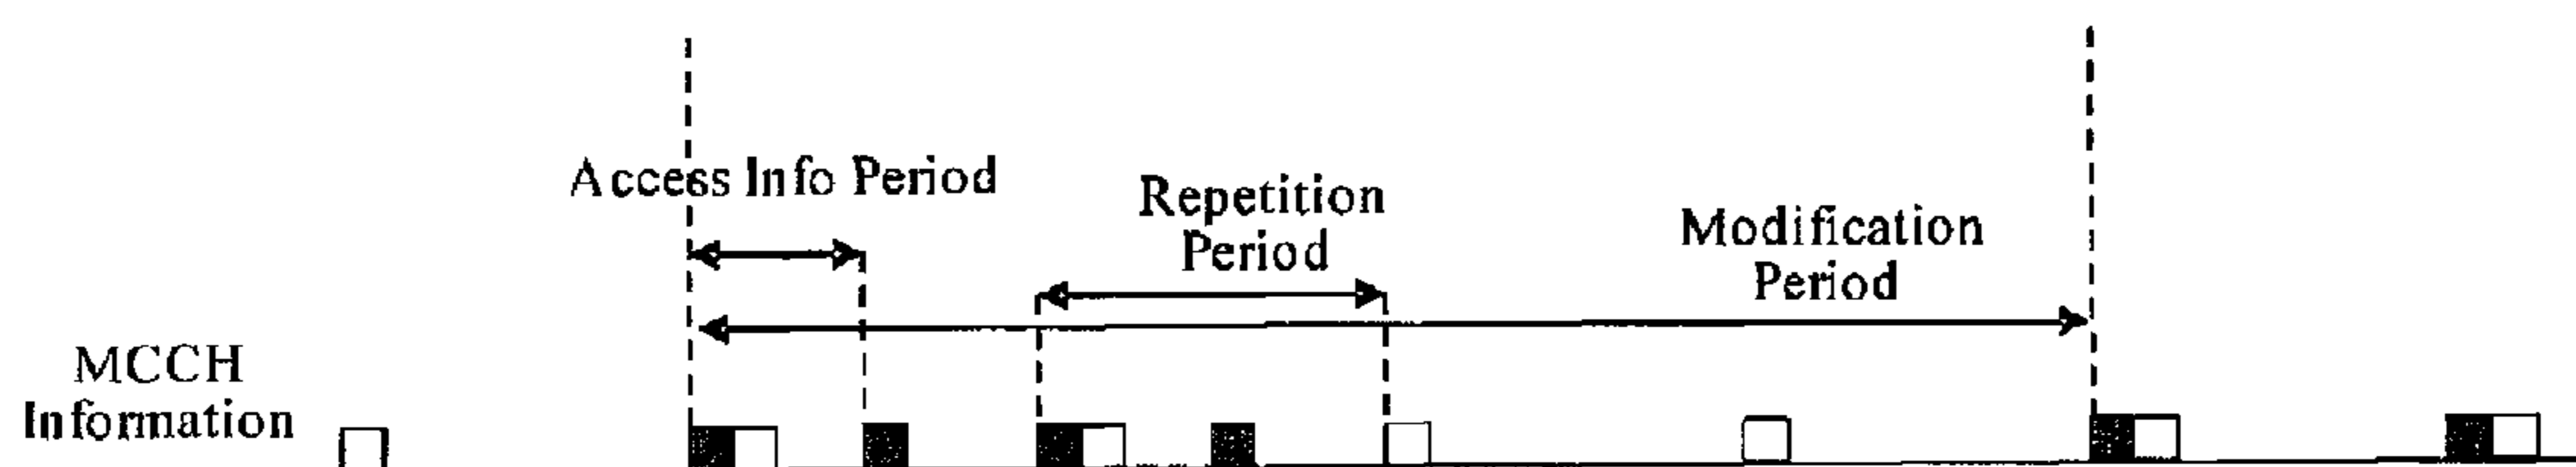 Access Info Period
Repetition
Period
Modification
Period
MCCH
Information